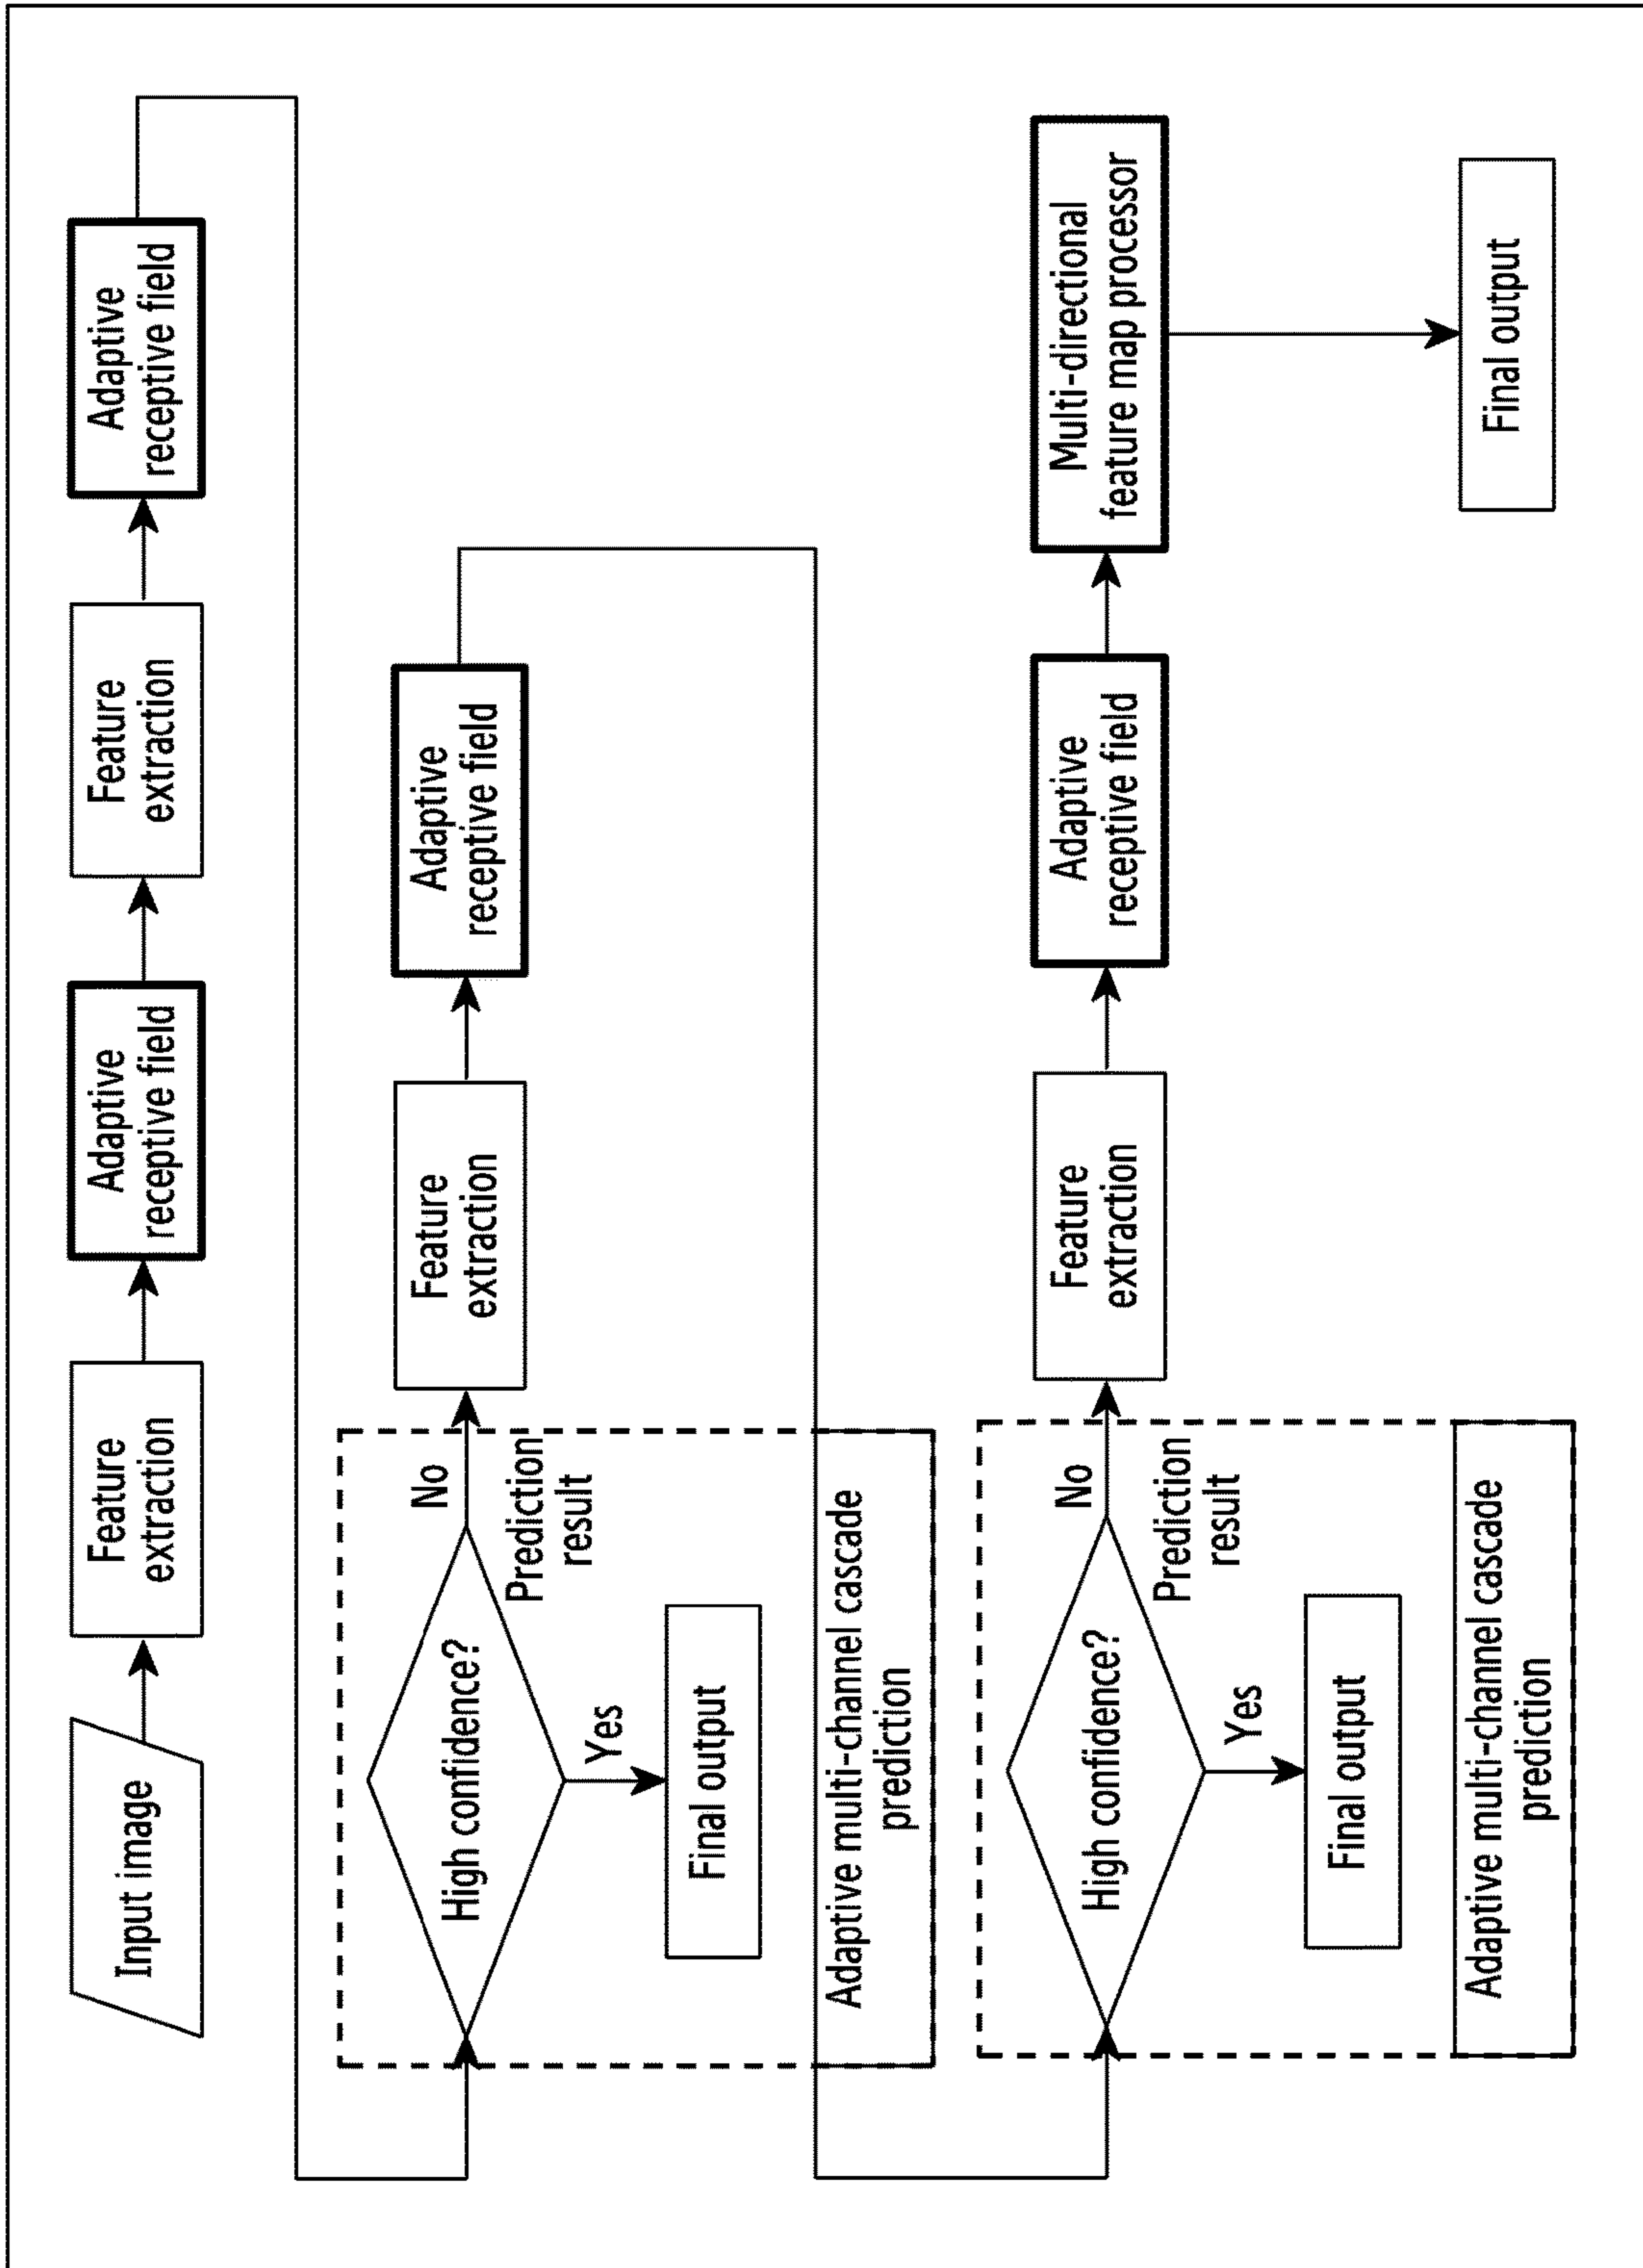 Input image
Feature
extraction
Adaptive
receptive field
Feature
extraction
Adaptive
receptive field
High confidence?
No
Prediction
result
Yes
Final output
Adaptive multi-channel cascade
prediction
Feature
extraction
Adaptive
receptive field
High confidence?
No
Prediction
result
Yes
Final output
Adaptive multi-channel cascade
prediction
Feature
extraction
Adaptive
receptive field
Multi-directional
feature map processor
Final output